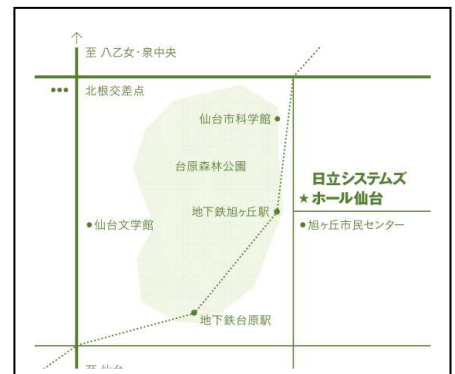 至 八乙女・泉中央
北根交差点
仙台市科学館
台原森林公園
日立システムズ
★ホール仙台
地下鉄旭ヶ丘駅
仙台文学館
旭ヶ丘市民センター
地下鉄台原駅
至 仙台